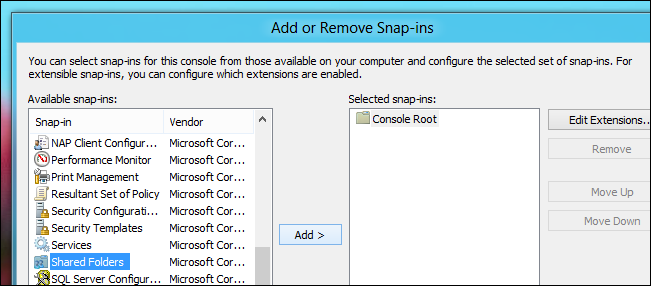 Add or Remove Snap-ins
You can select snap-ins for this console from those available on your computer and configure the selected set of snap-ins. For
extensible snap-ins, you can configure which extensions are enabled.
Available snap-ins:
Snap-in Vendor
NAP Client Configur... Microsoft Cor...
Performance Monitor Microsoft Cor...
Print Management Microsoft Cor...
Resultant Set of Policy Microsoft Cor...
Security Configurati... Microsoft Cor...
Security Templates Microsoft Cor...
Services Microsoft Cor...
Shared Folders Microsoft Cor...
SQL Server Configur... Microsoft Cor...
Add >
Selected snap-ins:
Console Root
Edit Extensions...
Remove
Move Up
Move Down